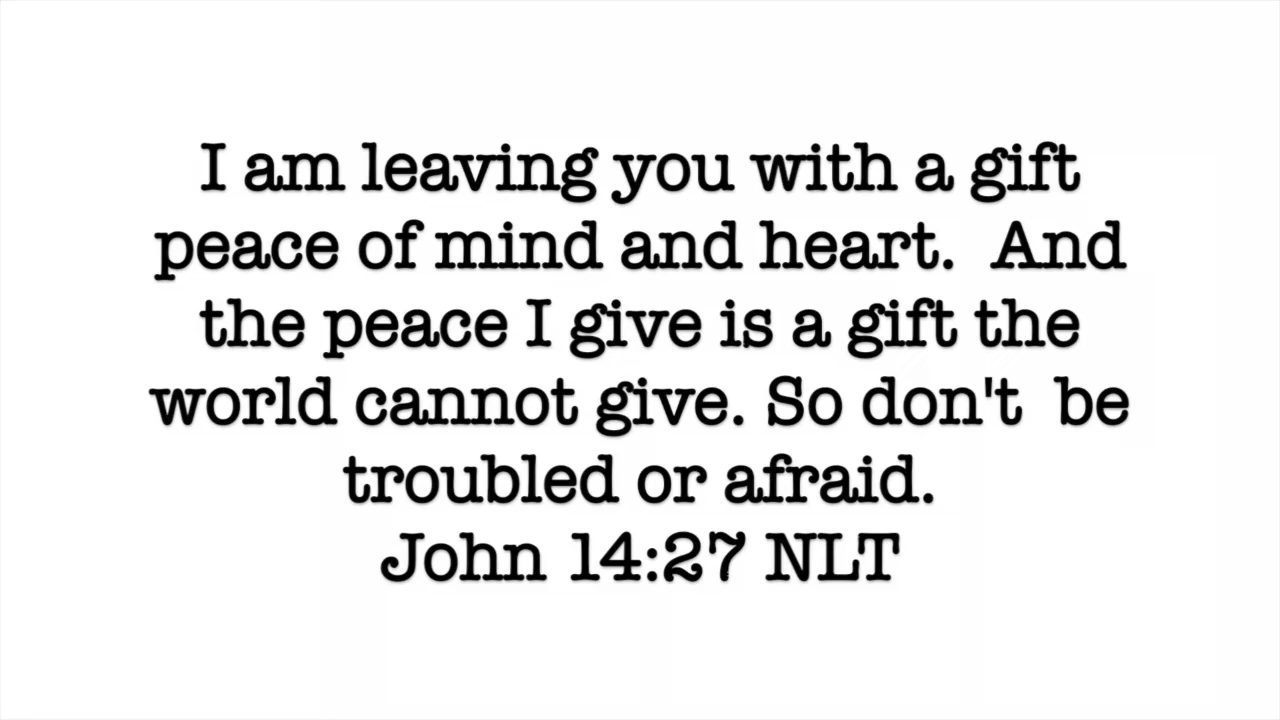 I am leaving you with a gift
peace of mind and heart.  And
the peace I give is a gift the
world cannot give. So don't  be
troubled or afraid.
John 14:27 NLT